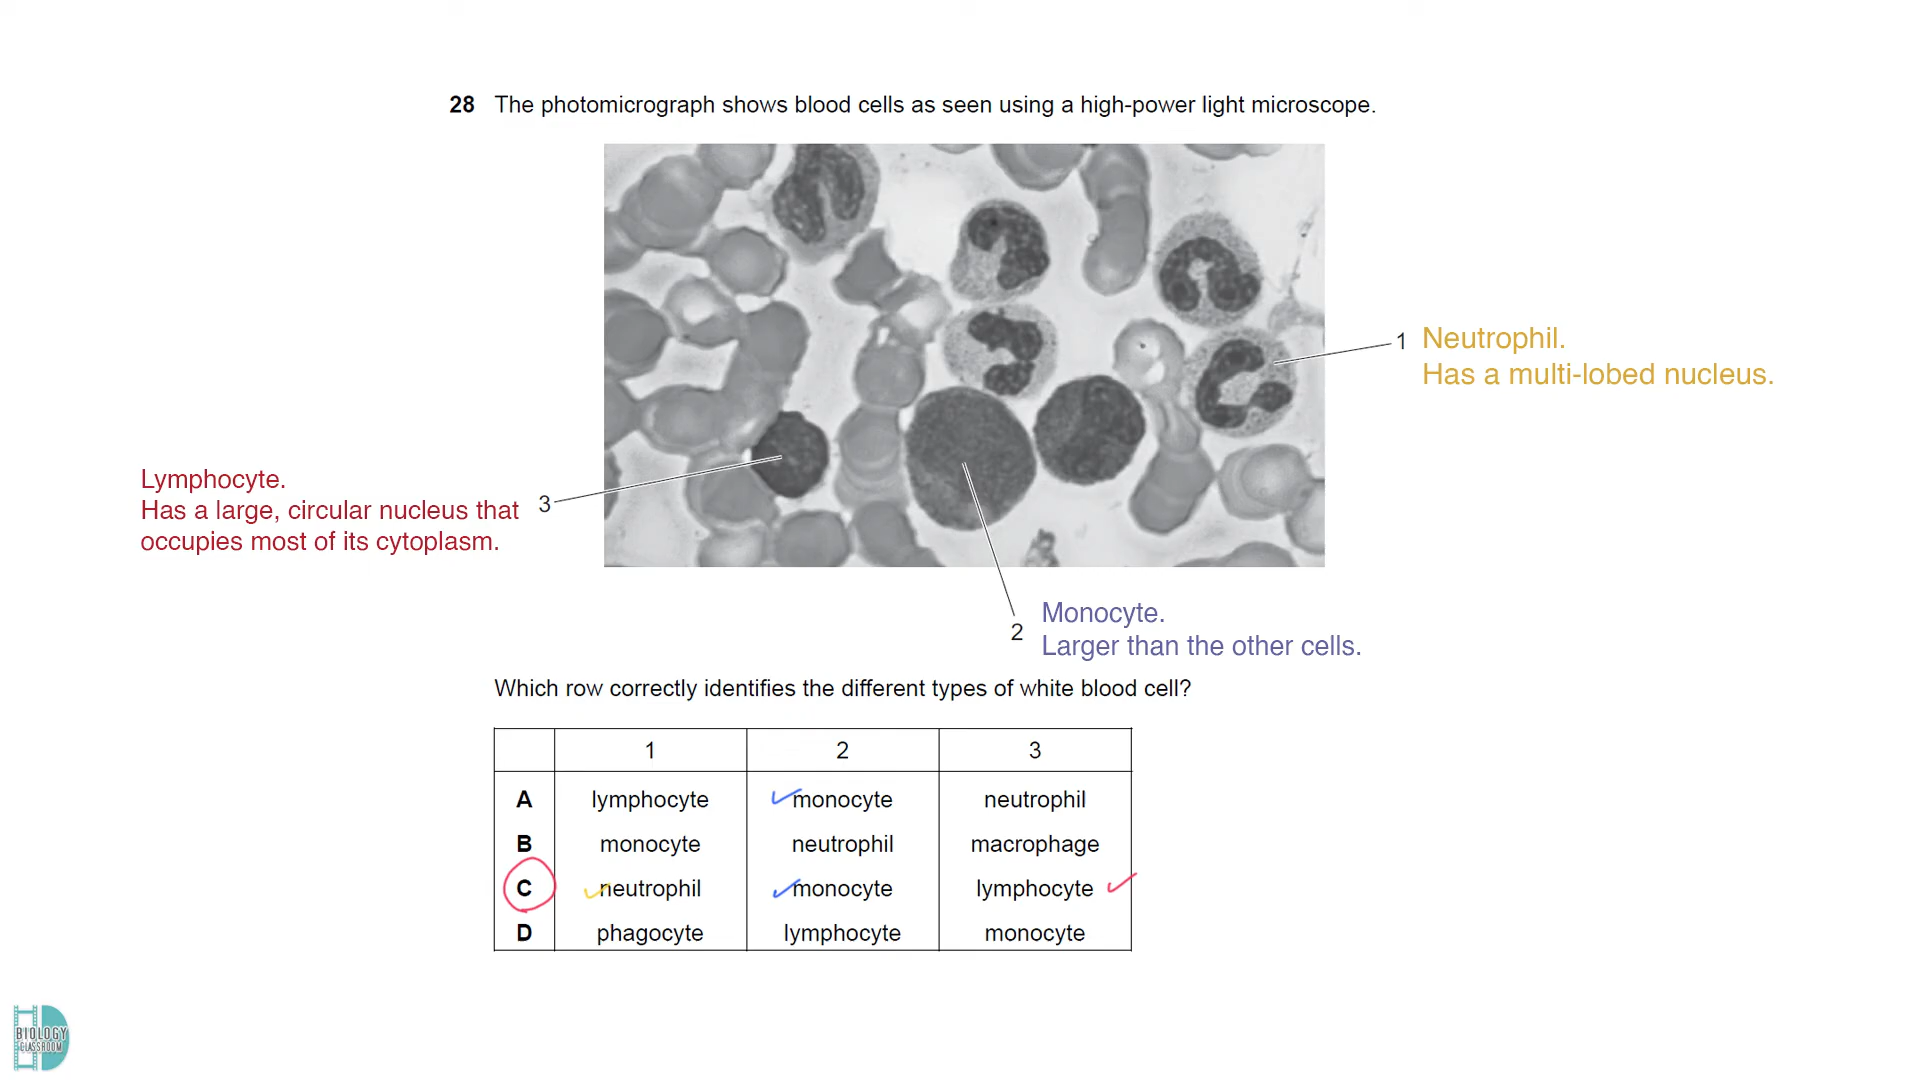 28 The photomicrograph shows blood cells as seen using a high-power light microscope.
1 Neutrophil.
Has a multi-lobed nucleus.
Lymphocyte.
Has a large, circular nucleus that
occupies most of its cytoplasm.
3
Monocyte.
2
Larger than the other cells.
Which row correctly identifies the different types of white blood cell?
1 2 3
A lymphocyte monocyte neutrophil
B monocyte neutrophil macrophage
C neutrophil monocyte lymphocyte
D phagocyte lymphocyte monocyte
BIOLOGY
CLASSROOM